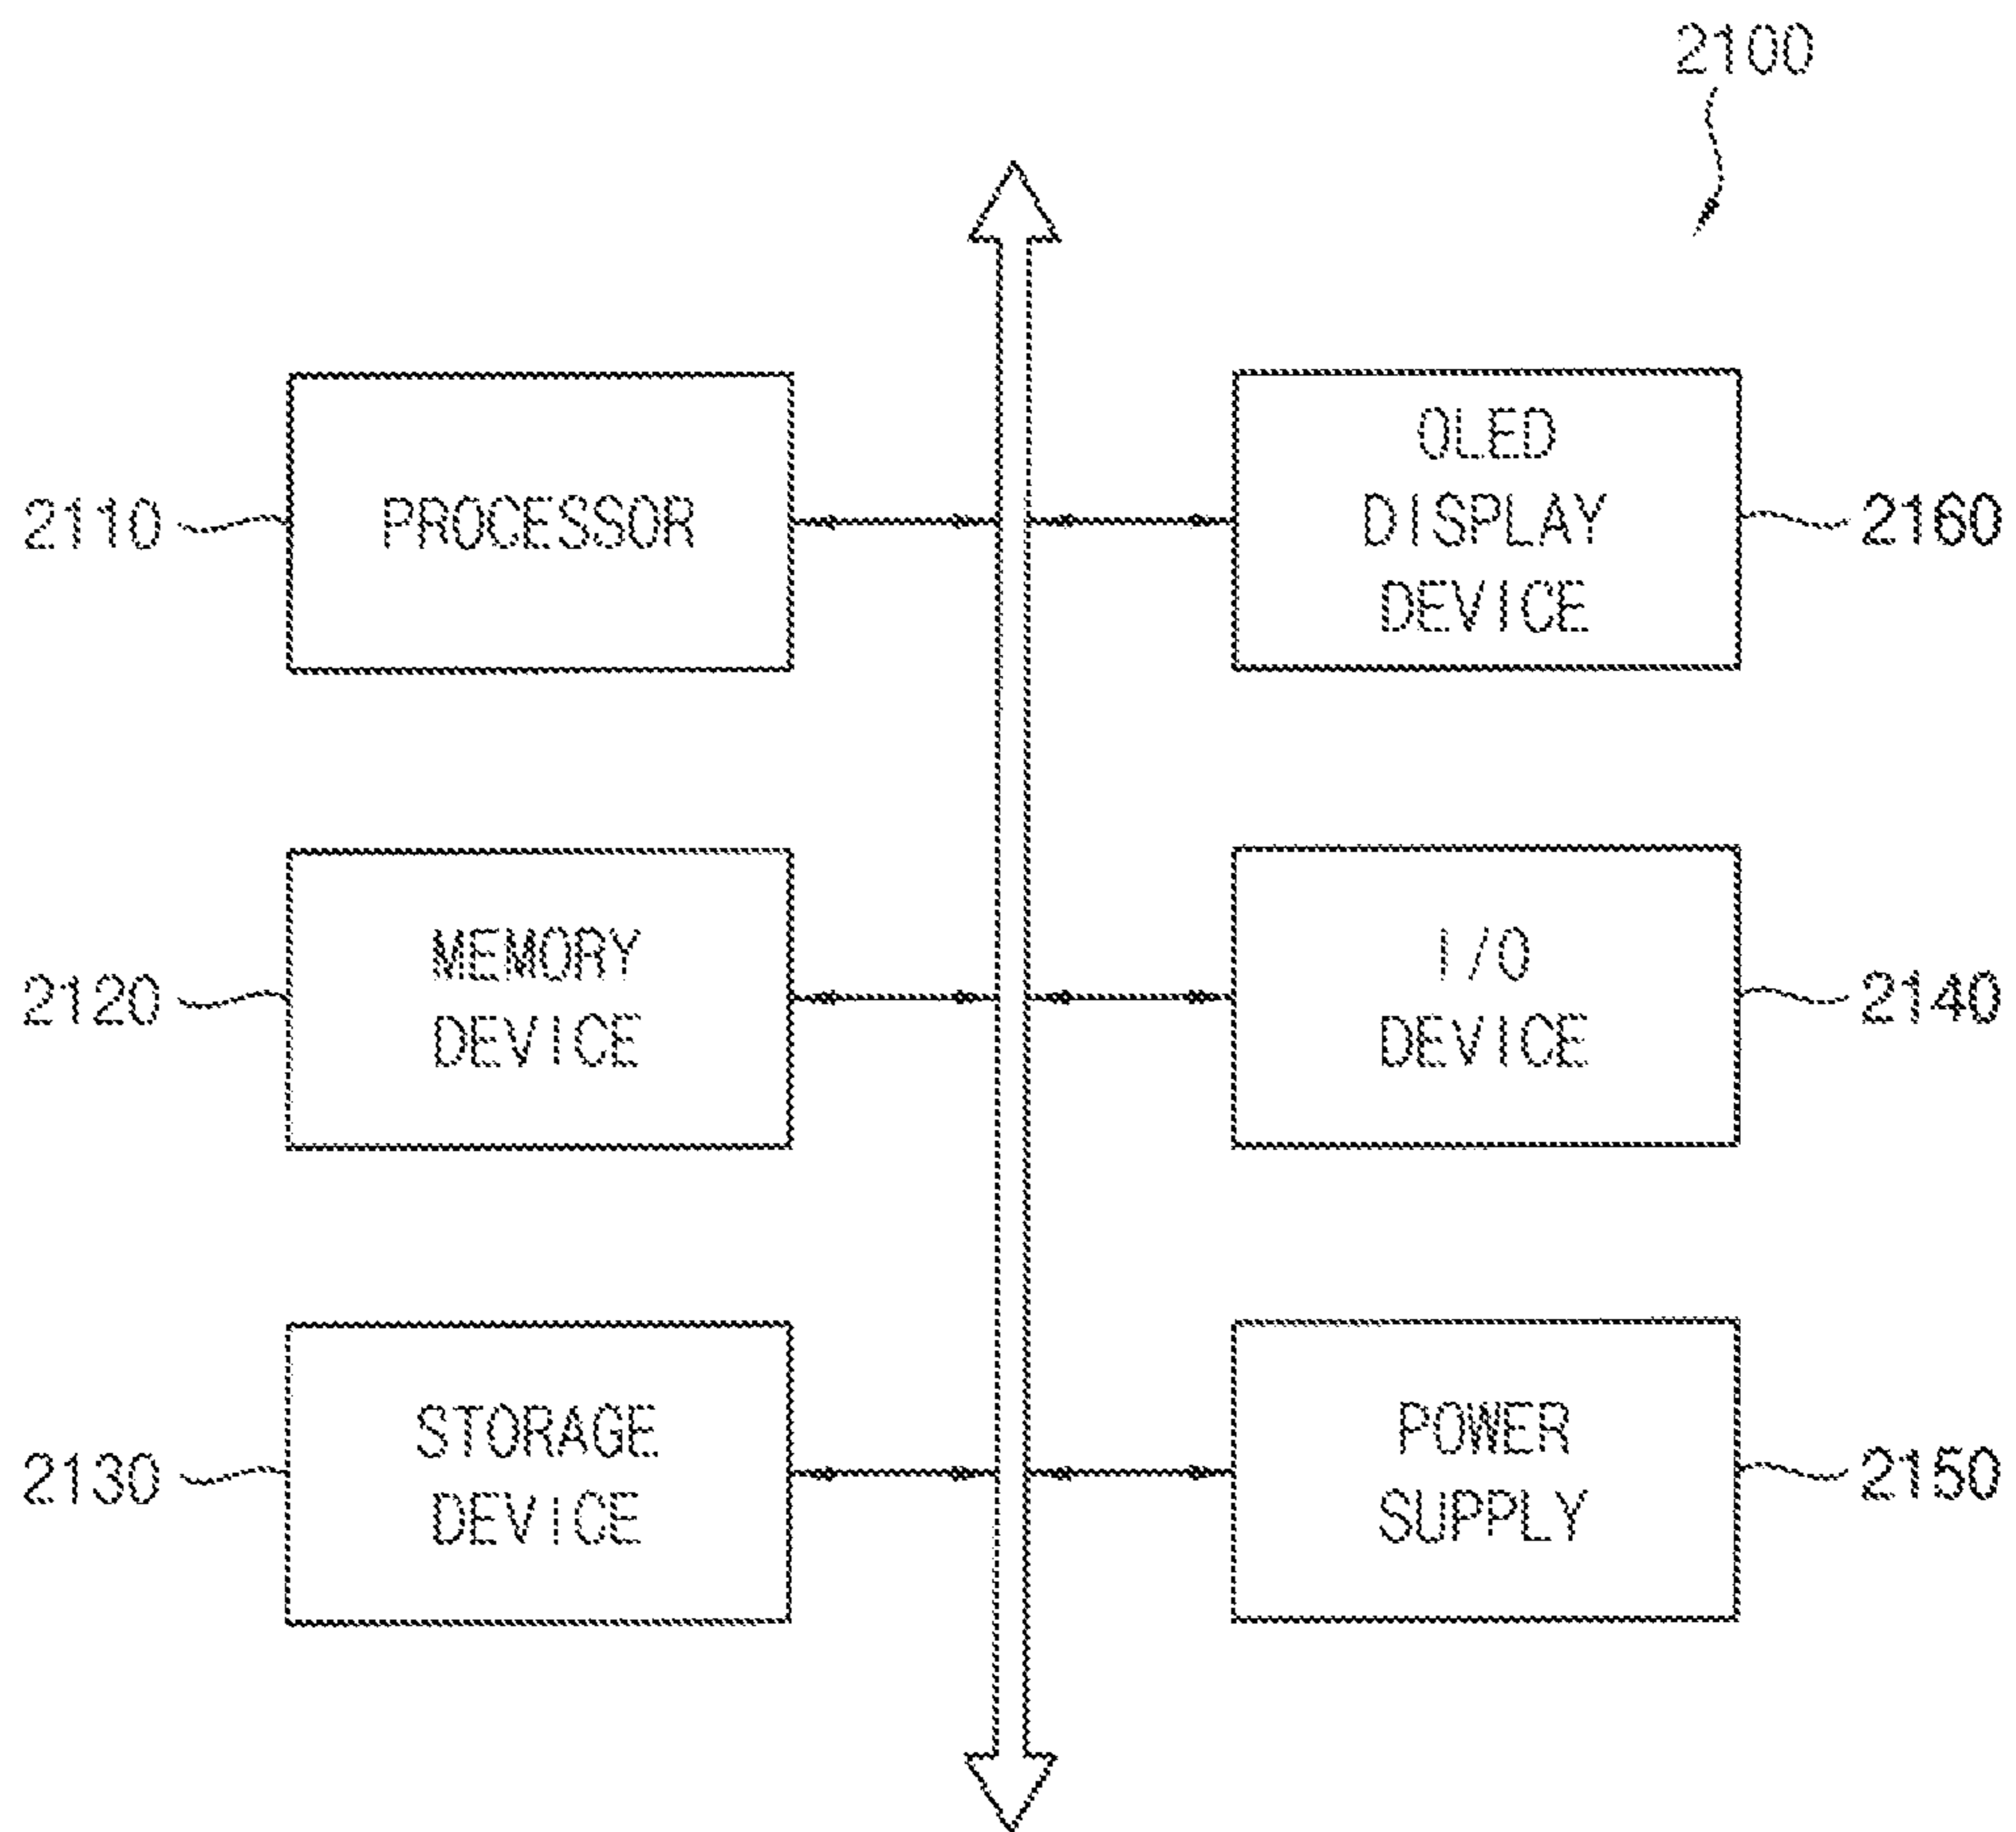 2100
2110
PROCESSOR
OLED
DISPLAY
DEVICE
2160
2120
MEMORY
DEVICE
I/O
DEVICE
2140
2130
STORAGE
DEVICE
POWER
SUPPLY
2150